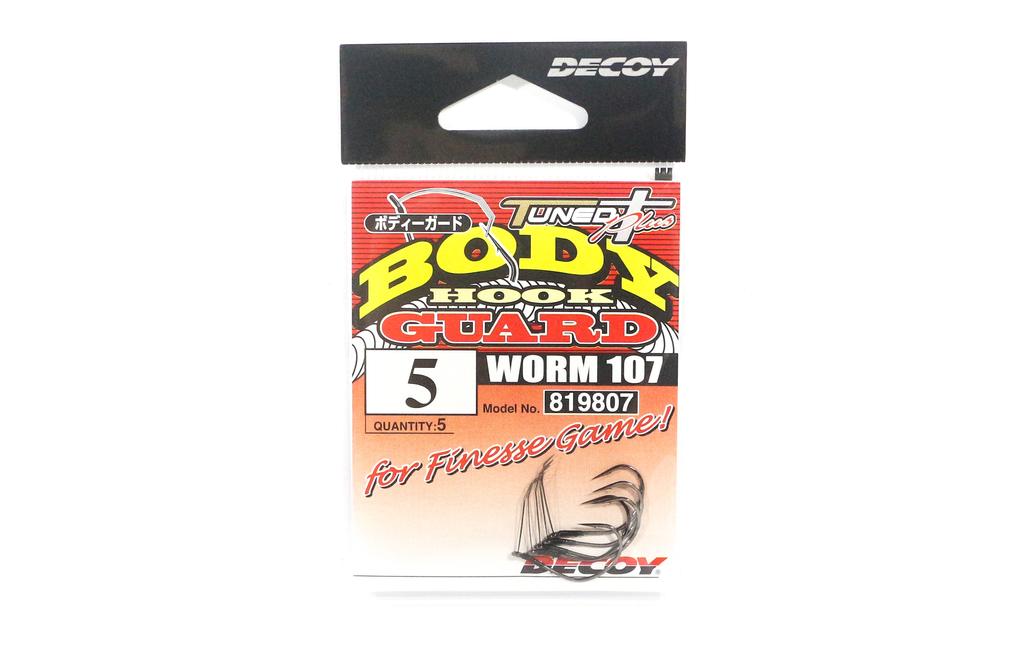 DECOY
TUNED Plus
ボディーガード
BODY
HOOK
GUARD
5 WORM 107
Model No. 819807
QUANTITY:5
for Finesse Game!
DECOY®